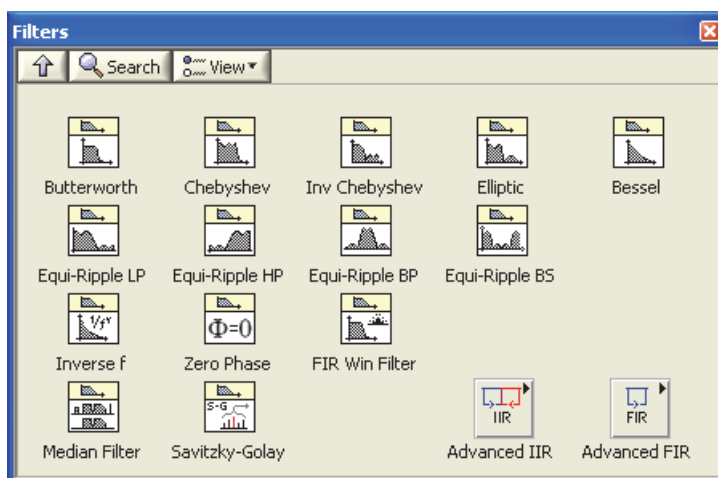 Filters
Search View
Butterworth Chebyshev Inv Chebyshev Elliptic Bessel
Equi-Ripple LP Equi-Ripple HP Equi-Ripple BP Equi-Ripple BS
1/fʸ Φ=0
Inverse f Zero Phase FIR Win Filter
S-G IIR FIR
Median Filter Savitzky-Golay Advanced IIR Advanced FIR